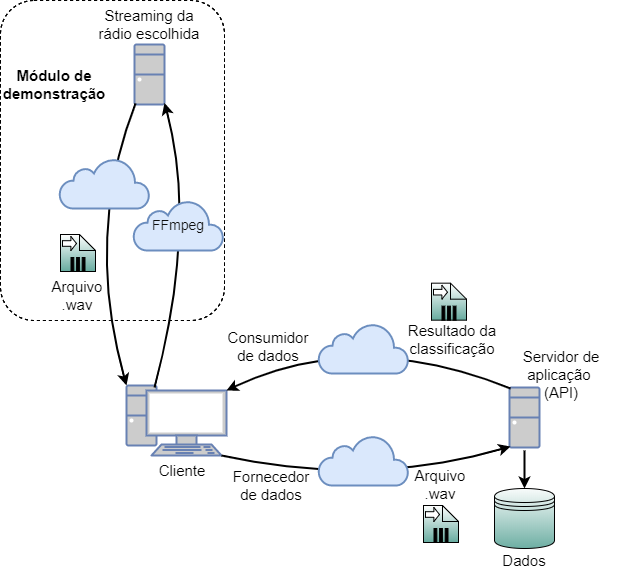 Streaming da
rádio escolhida
Módulo de
demonstração
FFmpeg
Arquivo
.wav
Resultado da
classificação
Consumidor
de dados
Servidor de
aplicação
(API)
Cliente
Fornecedor
de dados
Arquivo
.wav
Dados